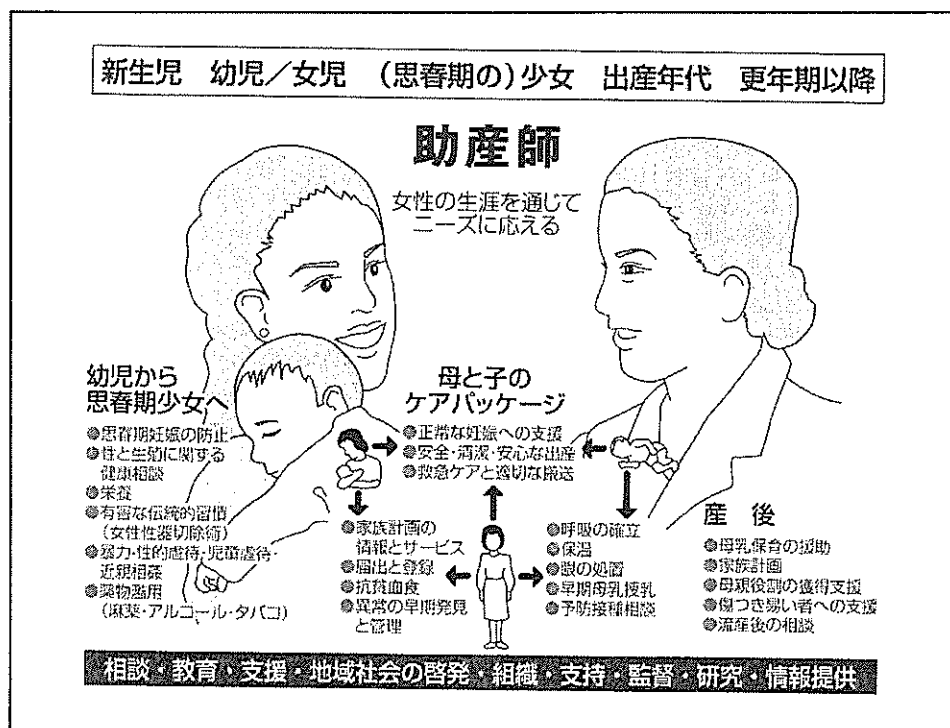 新生児 幼児／女児 （思春期の）少女 出産年代 更年期以降
助産師
女性の生涯を通じて
ニーズに応える
幼児から
思春期少女へ
●思春期妊娠の防止
●性と生殖に関する
健康相談
●栄養
●有害な伝統的習慣
（女性性器切除術）
●暴力・性的虐待・児童虐待・
近親相姦
●薬物濫用
（麻薬・アルコール・タバコ）
母と子の
ケアパッケージ
●正常な妊娠への支援
●安全・清潔・安心な出産
●救急ケアと適切な搬送
●家族計画の
情報とサービス
●届出と登録
●抗貧血食
●異常の早期発見
と管理
●呼吸の確立
●保温
●眼の処置
●早期母乳授乳
●予防接種相談
産後
●母乳保育の援助
●家族計画
●母親役割の獲得支援
●傷つき易い者への支援
●流産後の相談
相談・教育・支援・地域社会の啓発・組織・支持・監督・研究・情報提供